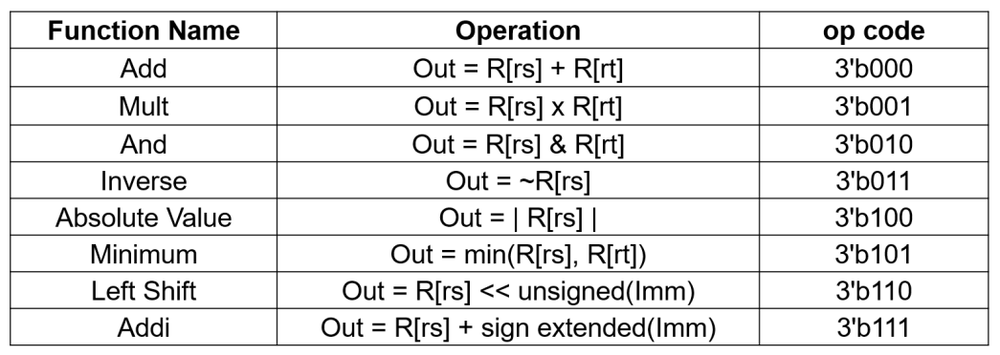 Function Name Operation op code
Add Out = R[rs] + R[rt] 3'b000
Mult Out = R[rs] x R[rt] 3'b001
And Out = R[rs] & R[rt] 3'b010
Inverse Out = ~R[rs] 3'b011
Absolute Value Out = | R[rs] | 3'b100
Minimum Out = min(R[rs], R[rt]) 3'b101
Left Shift Out = R[rs] << unsigned(Imm) 3'b110
Addi Out = R[rs] + sign extended(Imm) 3'b111